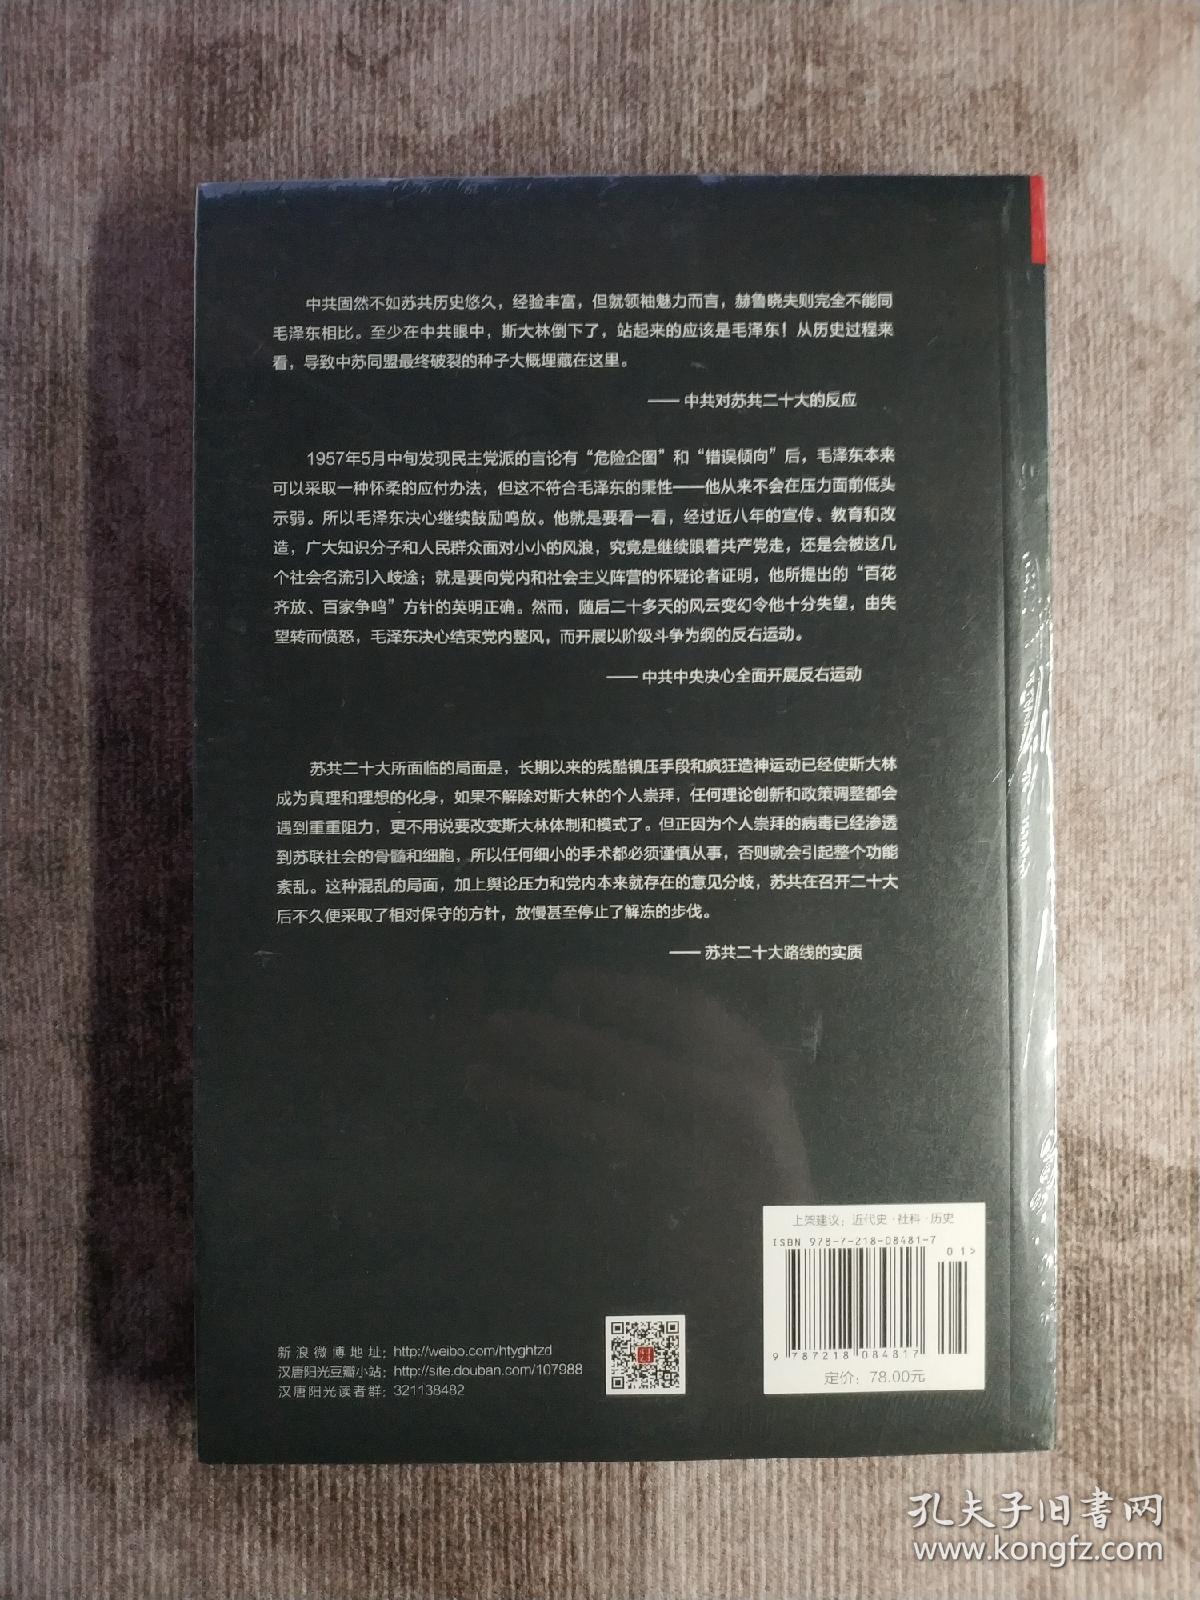 中共固然不如苏共历史悠久，经验丰富，但就领袖魅力而言，赫鲁晓夫则完全不能同
毛泽东相比。至少在中共眼中，斯大林倒下了，站起来的应该是毛泽东！从历史过程来
看，导致中苏同盟最终破裂的种子大概埋藏在这里。
—— 中共对苏共二十大的反应
1957年5月中旬发现民主党派的言论有“危险企图”和“错误倾向”后，毛泽东本来
可以采取一种怀柔的应付办法，但这不符合毛泽东的秉性——他从来不会在压力面前低头
示弱。所以毛泽东决心继续鼓励鸣放。他就是要看一看，经过近八年的宣传、教育和改
造，广大知识分子和人民群众面对小小的风浪，究竟是继续跟着共产党走，还是会被这几
个社会名流引入歧途；就是要向党内和社会主义阵营的怀疑论者证明，他所提出的“百花
齐放、百家争鸣”方针的英明正确。然而，随后二十多天的风云变幻令他十分失望，由失
望转而愤怒，毛泽东决心结束党内整风，而开展以阶级斗争为纲的反右运动。
—— 中共中央决心全面开展反右运动
苏共二十大所面临的局面是，长期以来的残酷镇压手段和疯狂造神运动已经使斯大林
成为真理和理想的化身，如果不解除对斯大林的个人崇拜，任何理论创新和政策调整都会
遇到重重阻力，更不用说要改变斯大林体制和模式了。但正因为个人崇拜的病毒已经渗透
到苏联社会的骨髓和细胞，所以任何细小的手术都必须谨慎从事，否则就会引起整个功能
紊乱。这种混乱的局面，加上舆论压力和党内本来就存在的意见分歧，苏共在召开二十大
后不久便采取了相对保守的方针，放慢甚至停止了解冻的步伐。
—— 苏共二十大路线的实质
上架建议：近代史·社科·历史
ISBN 978-7-218-08481-7
01>
9 787218 084817
定价：78.00元
新浪微博地址：http://weibo.com/htyghtzd
汉唐阳光豆瓣小站：http://site.douban.com/107988
汉唐阳光读者群：321138482
孔夫子旧书网
www.kongfz.com